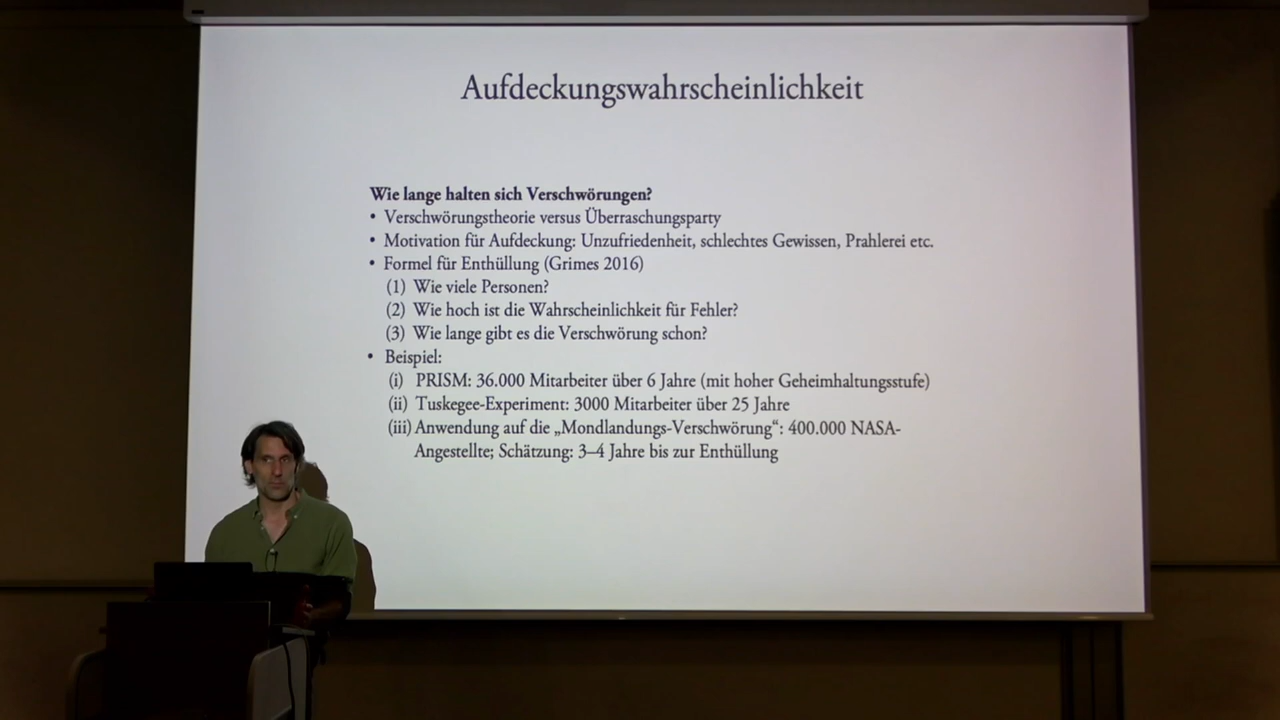 Aufdeckungswahrscheinlichkeit
Wie lange halten sich Verschwörungen?
• Verschwörungstheorie versus Überraschungsparty
• Motivation für Aufdeckung: Unzufriedenheit, schlechtes Gewissen, Prahlerei etc.
• Formel für Enthüllung (Grimes 2016)
(1) Wie viele Personen?
(2) Wie hoch ist die Wahrscheinlichkeit für Fehler?
(3) Wie lange gibt es die Verschwörung schon?
• Beispiel:
(i) PRISM: 36.000 Mitarbeiter über 6 Jahre (mit hoher Geheimhaltungsstufe)
(ii) Tuskegee-Experiment: 3000 Mitarbeiter über 25 Jahre
(iii) Anwendung auf die „Mondlandungs-Verschwörung“: 400.000 NASA-
Angestellte; Schätzung: 3–4 Jahre bis zur Enthüllung